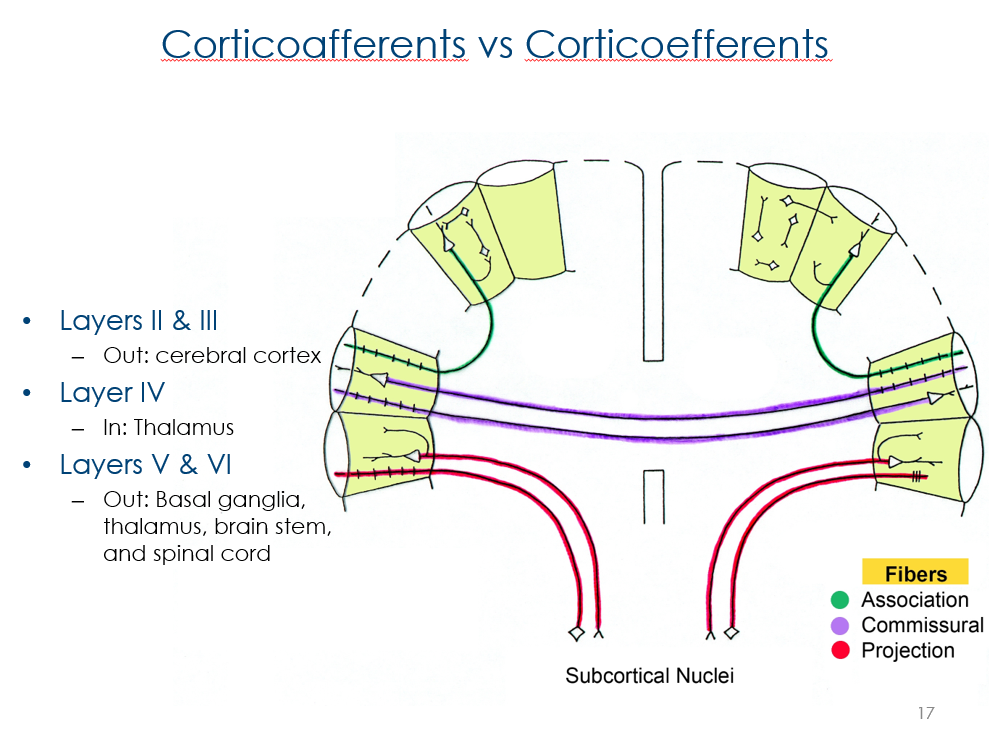 Corticoafferents vs Corticoefferents
• Layers II & III
– Out: cerebral cortex
• Layer IV
– In: Thalamus
• Layers V & VI
– Out: Basal ganglia,
thalamus, brain stem,
and spinal cord
Fibers
Association
Commissural
Projection
Subcortical Nuclei
17